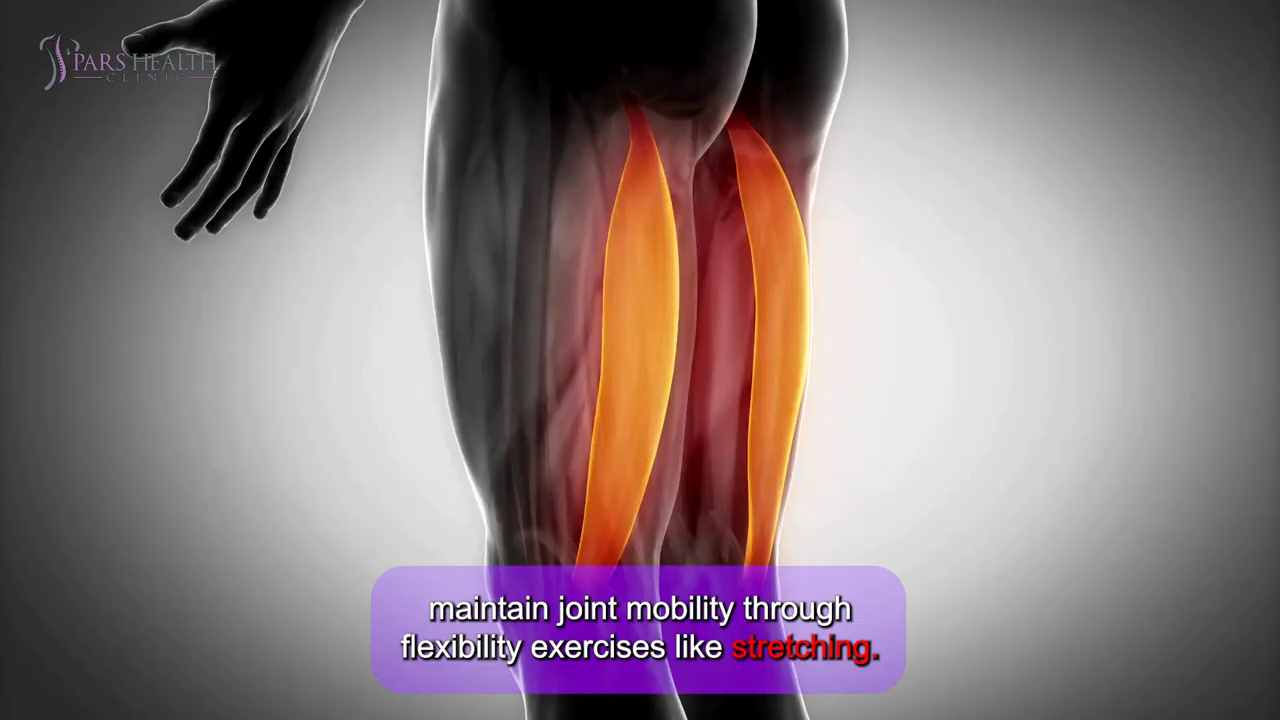 PARS HEALTH
CLINIC
maintain joint mobility through
flexibility exercises like stretching.